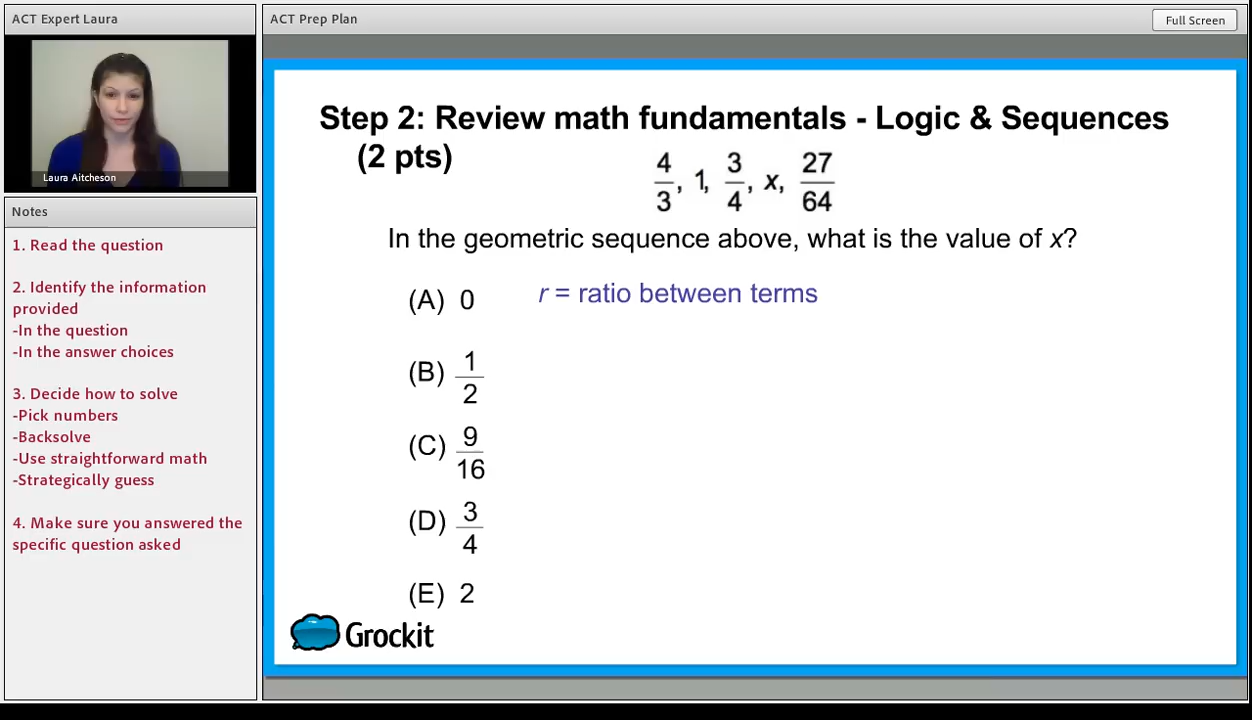 ACT Expert Laura
ACT Prep Plan
Full Screen
Laura Aitcheson
Notes
1. Read the question
2. Identify the information
provided
-In the question
-In the answer choices
3. Decide how to solve
-Pick numbers
-Backsolve
-Use straightforward math
-Strategically guess
4. Make sure you answered the
specific question asked
Step 2: Review math fundamentals - Logic & Sequences
(2 pts)
4/3, 1, 3/4, x, 27/64
In the geometric sequence above, what is the value of x?
(A) 0
r = ratio between terms
(B) 1/2
(C) 9/16
(D) 3/4
(E) 2
Grockit